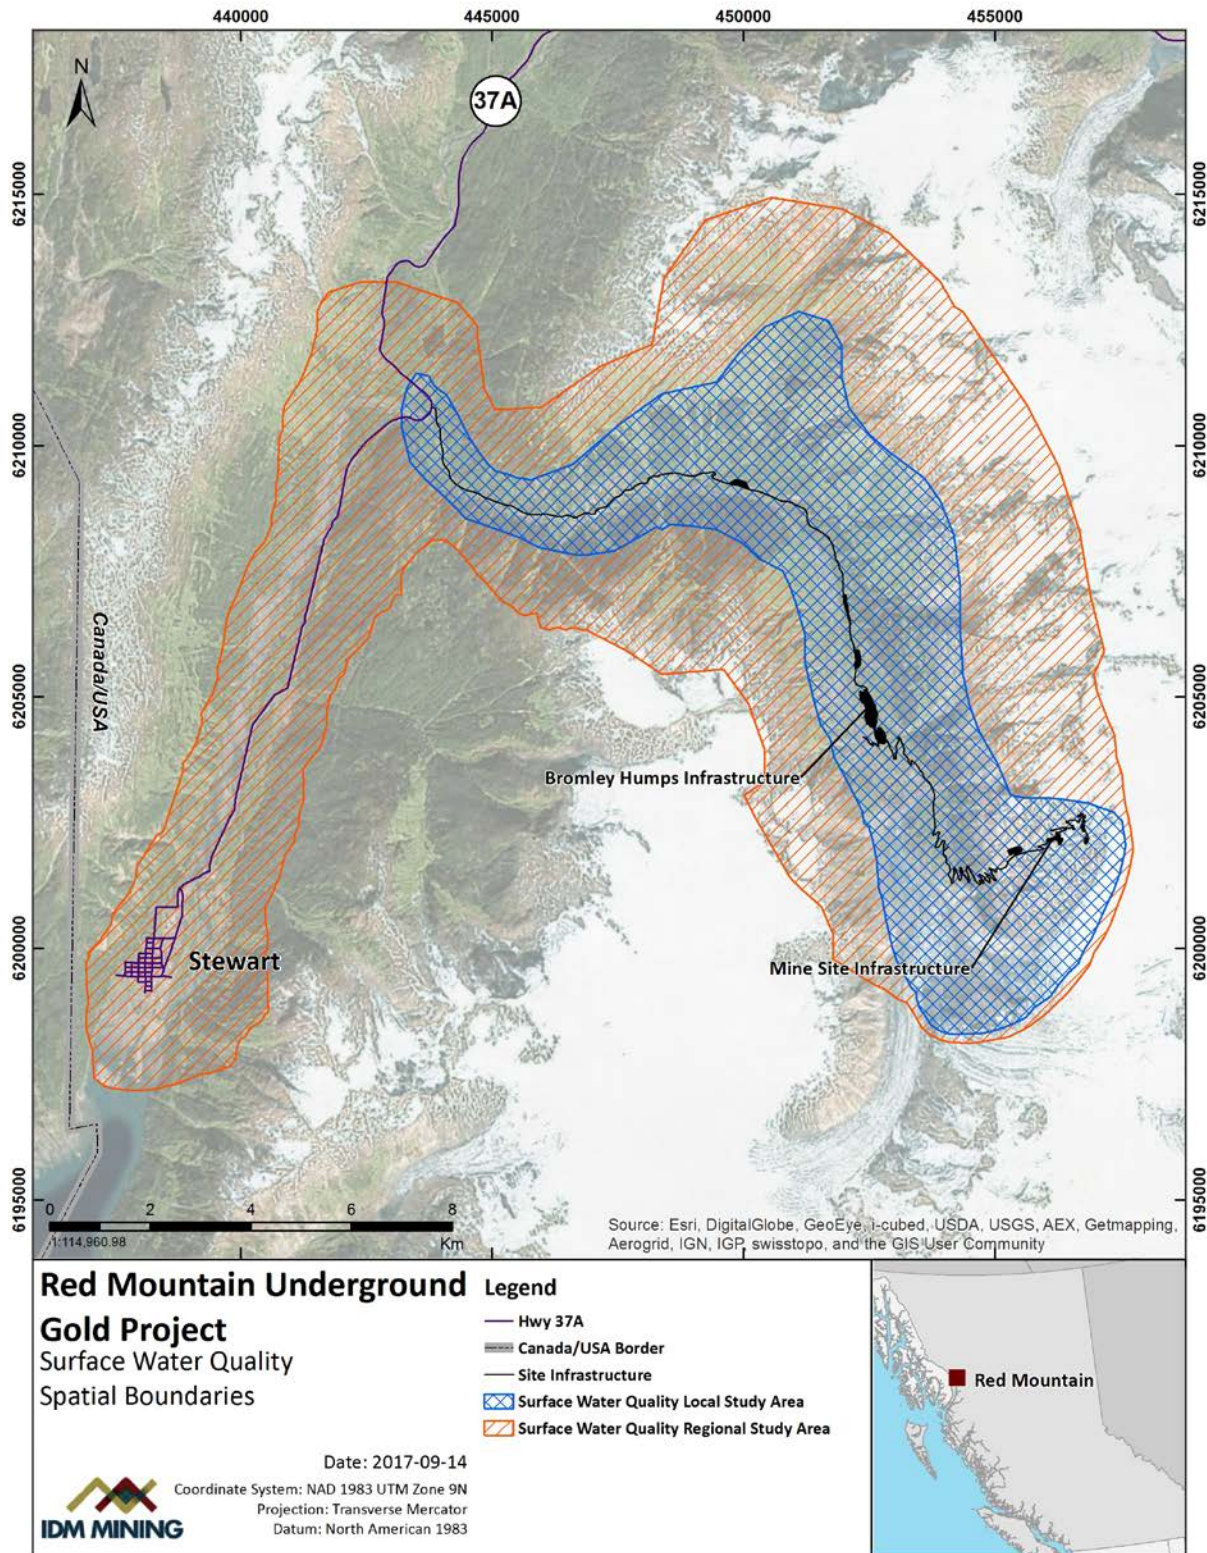 440000
445000
450000
455000
N
37A
6215000
6215000
6210000
6210000
Canada/USA
6205000
6205000
Bromley Humps Infrastructure
6200000
6200000
Stewart
Mine Site Infrastructure
6195000
6195000
0 2 4 6 8
1:114,960.98
Km
Source: Esri, DigitalGlobe, GeoEye, i-cubed, USDA, USGS, AEX, Getmapping,
Aerogrid, IGN, IGP, swisstopo, and the GIS User Community
Red Mountain Underground
Gold Project
Surface Water Quality
Spatial Boundaries
Date: 2017-09-14
Coordinate System: NAD 1983 UTM Zone 9N
Projection: Transverse Mercator
Datum: North American 1983
IDM MINING
Legend
Hwy 37A
Canada/USA Border
Site Infrastructure
Surface Water Quality Local Study Area
Surface Water Quality Regional Study Area
Red Mountain